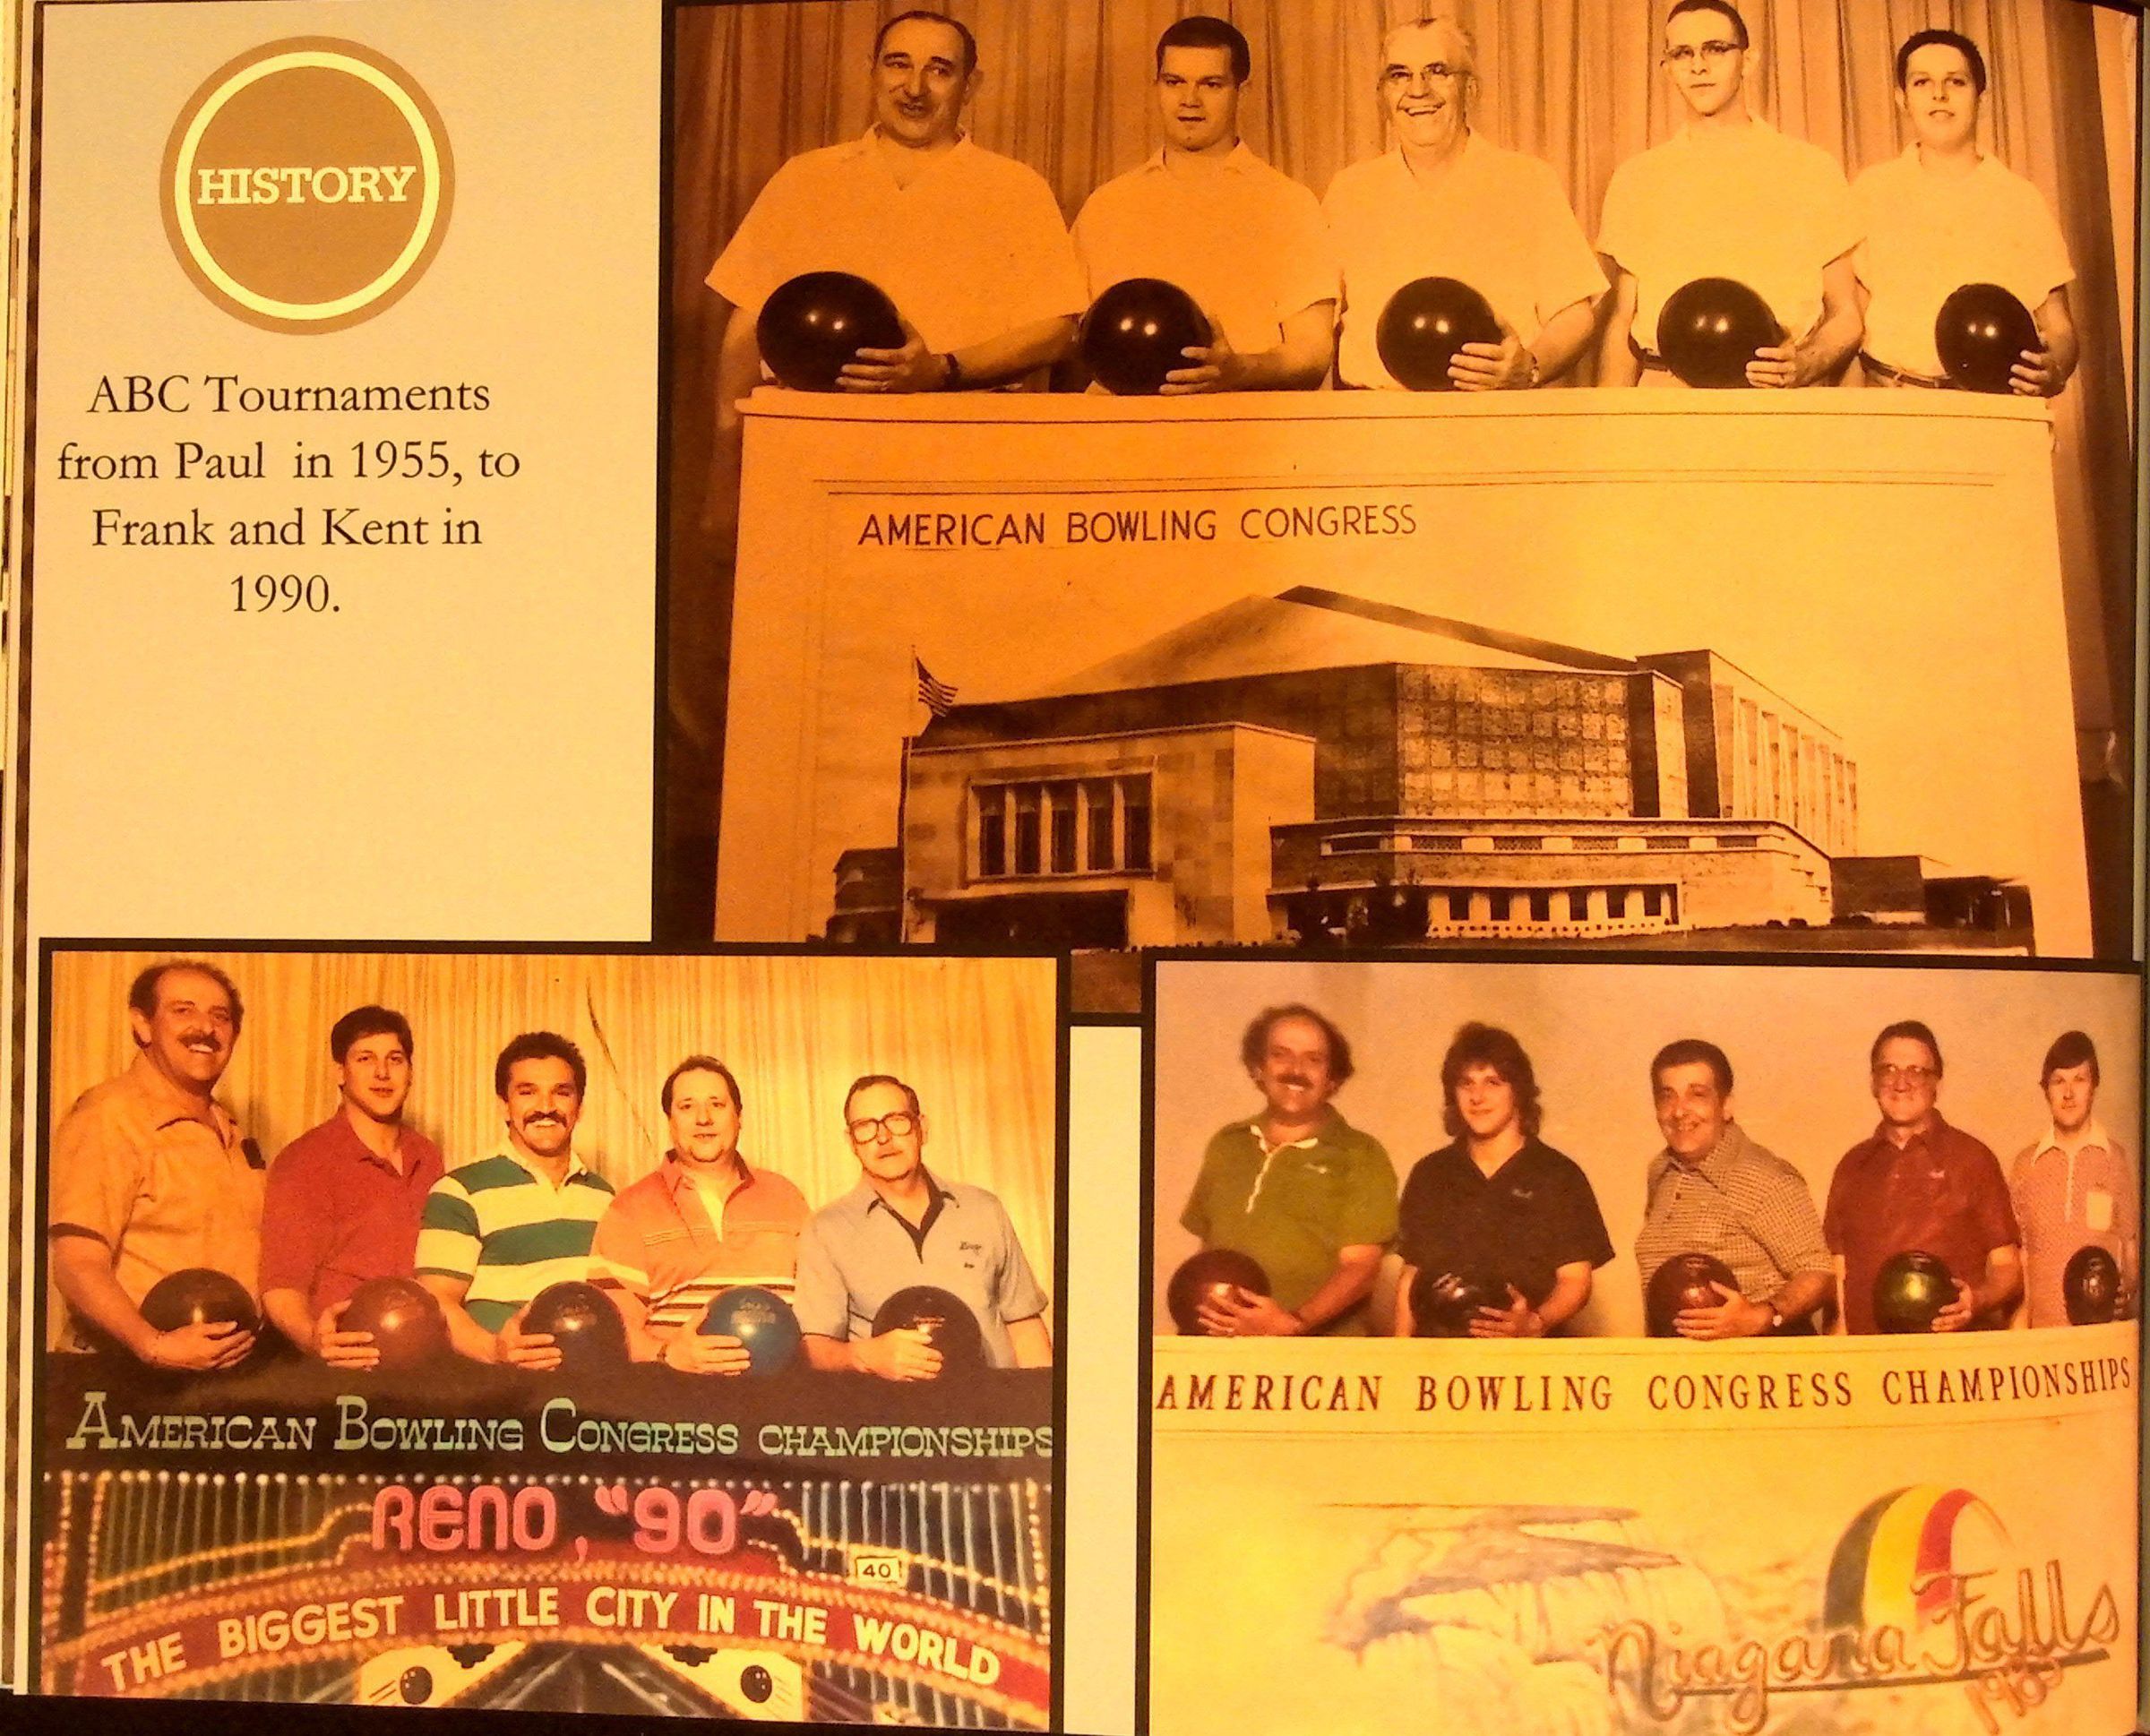 HISTORY
ABC Tournaments
from Paul in 1955, to
Frank and Kent in
1990.
AMERICAN BOWLING CONGRESS
AMERICAN BOWLING CONGRESS CHAMPIONSHIPS
RENO, "90"
40
THE BIGGEST LITTLE CITY IN THE WORLD
AMERICAN BOWLING CONGRESS CHAMPIONSHIPS
Niagara Falls